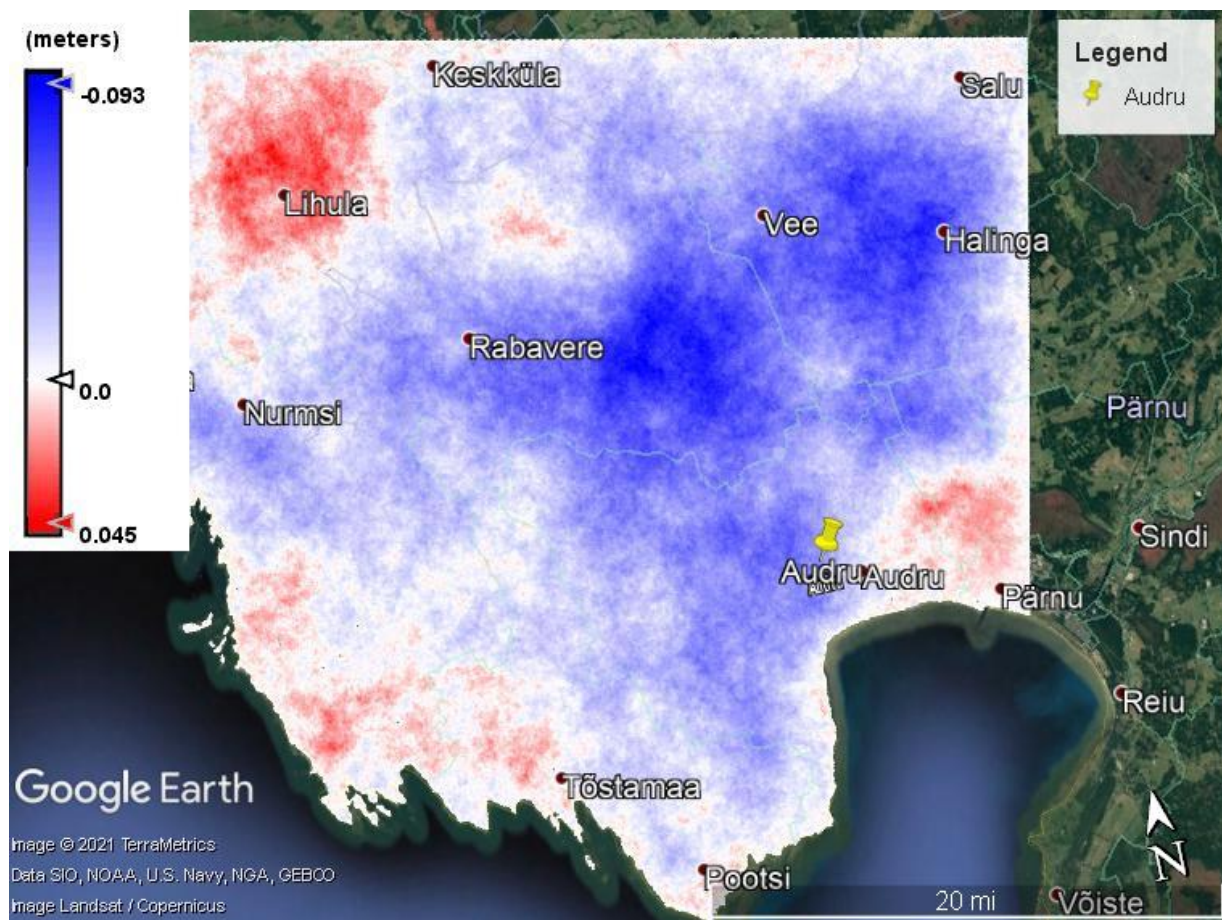 (meters)
-0.093
0.0
0.045
Legend
Audru
Keskküla
Salu
Lihula
Vee
Halinga
Rabavere
Nurmsi
Pärnu
Sindi
Audru
Audru
Pärnu
Reiu
Tõstamaa
Pootsi
Võiste
N
20 mi
Google Earth
Image © 2021 TerraMetrics
Data SIO, NOAA, U.S. Navy, NGA, GEBCO
Image Landsat / Copernicus